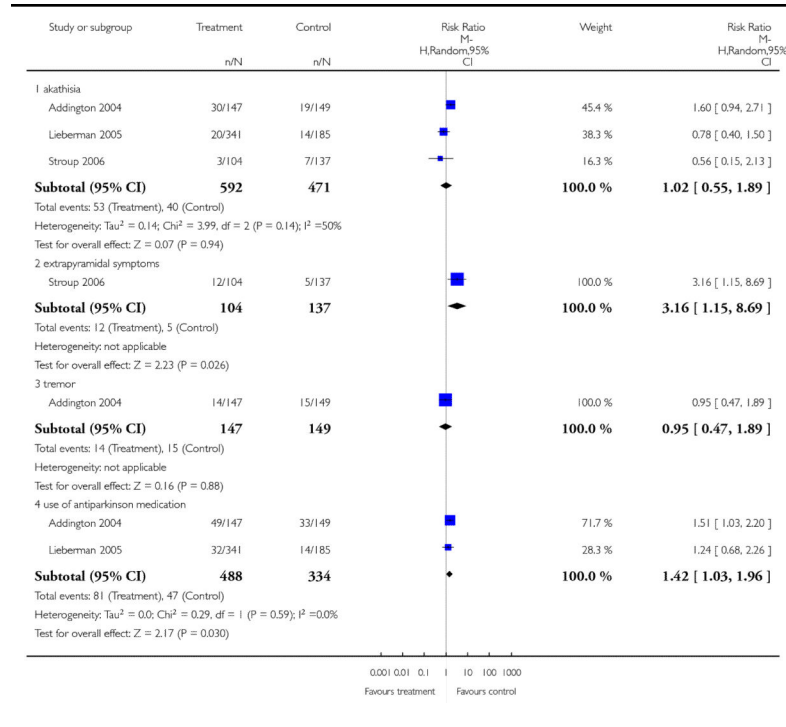 Study or subgroup Treatment Control Risk Ratio Weight Risk Ratio
M-
H,Random,95%
CI
M-
H,Random,95%
CI
n/N n/N
1 akathisia
Addington 2004 30/147 19/149 45.4 % 1.60 [ 0.94, 2.71 ]
Lieberman 2005 20/341 14/185 38.3 % 0.78 [ 0.40, 1.50 ]
Stroup 2006 3/104 7/137 16.3 % 0.56 [ 0.15, 2.13 ]
Subtotal (95% CI) 592 471 100.0 % 1.02 [ 0.55, 1.89 ]
Total events: 53 (Treatment), 40 (Control)
Heterogeneity: Tau² = 0.14; Chi² = 3.99, df = 2 (P = 0.14); I² =50%
Test for overall effect: Z = 0.07 (P = 0.94)
2 extrapyramidal symptoms
Stroup 2006 12/104 5/137 100.0 % 3.16 [ 1.15, 8.69 ]
Subtotal (95% CI) 104 137 100.0 % 3.16 [ 1.15, 8.69 ]
Total events: 12 (Treatment), 5 (Control)
Heterogeneity: not applicable
Test for overall effect: Z = 2.23 (P = 0.026)
3 tremor
Addington 2004 14/147 15/149 100.0 % 0.95 [ 0.47, 1.89 ]
Subtotal (95% CI) 147 149 100.0 % 0.95 [ 0.47, 1.89 ]
Total events: 14 (Treatment), 15 (Control)
Heterogeneity: not applicable
Test for overall effect: Z = 0.16 (P = 0.88)
4 use of antiparkinson medication
Addington 2004 49/147 33/149 71.7 % 1.51 [ 1.03, 2.20 ]
Lieberman 2005 32/341 14/185 28.3 % 1.24 [ 0.68, 2.26 ]
Subtotal (95% CI) 488 334 100.0 % 1.42 [ 1.03, 1.96 ]
Total events: 81 (Treatment), 47 (Control)
Heterogeneity: Tau² = 0.0; Chi² = 0.29, df = 1 (P = 0.59); I² =0.0%
Test for overall effect: Z = 2.17 (P = 0.030)
0.001 0.01 0.1 1 10 100 1000
Favours treatment Favours control